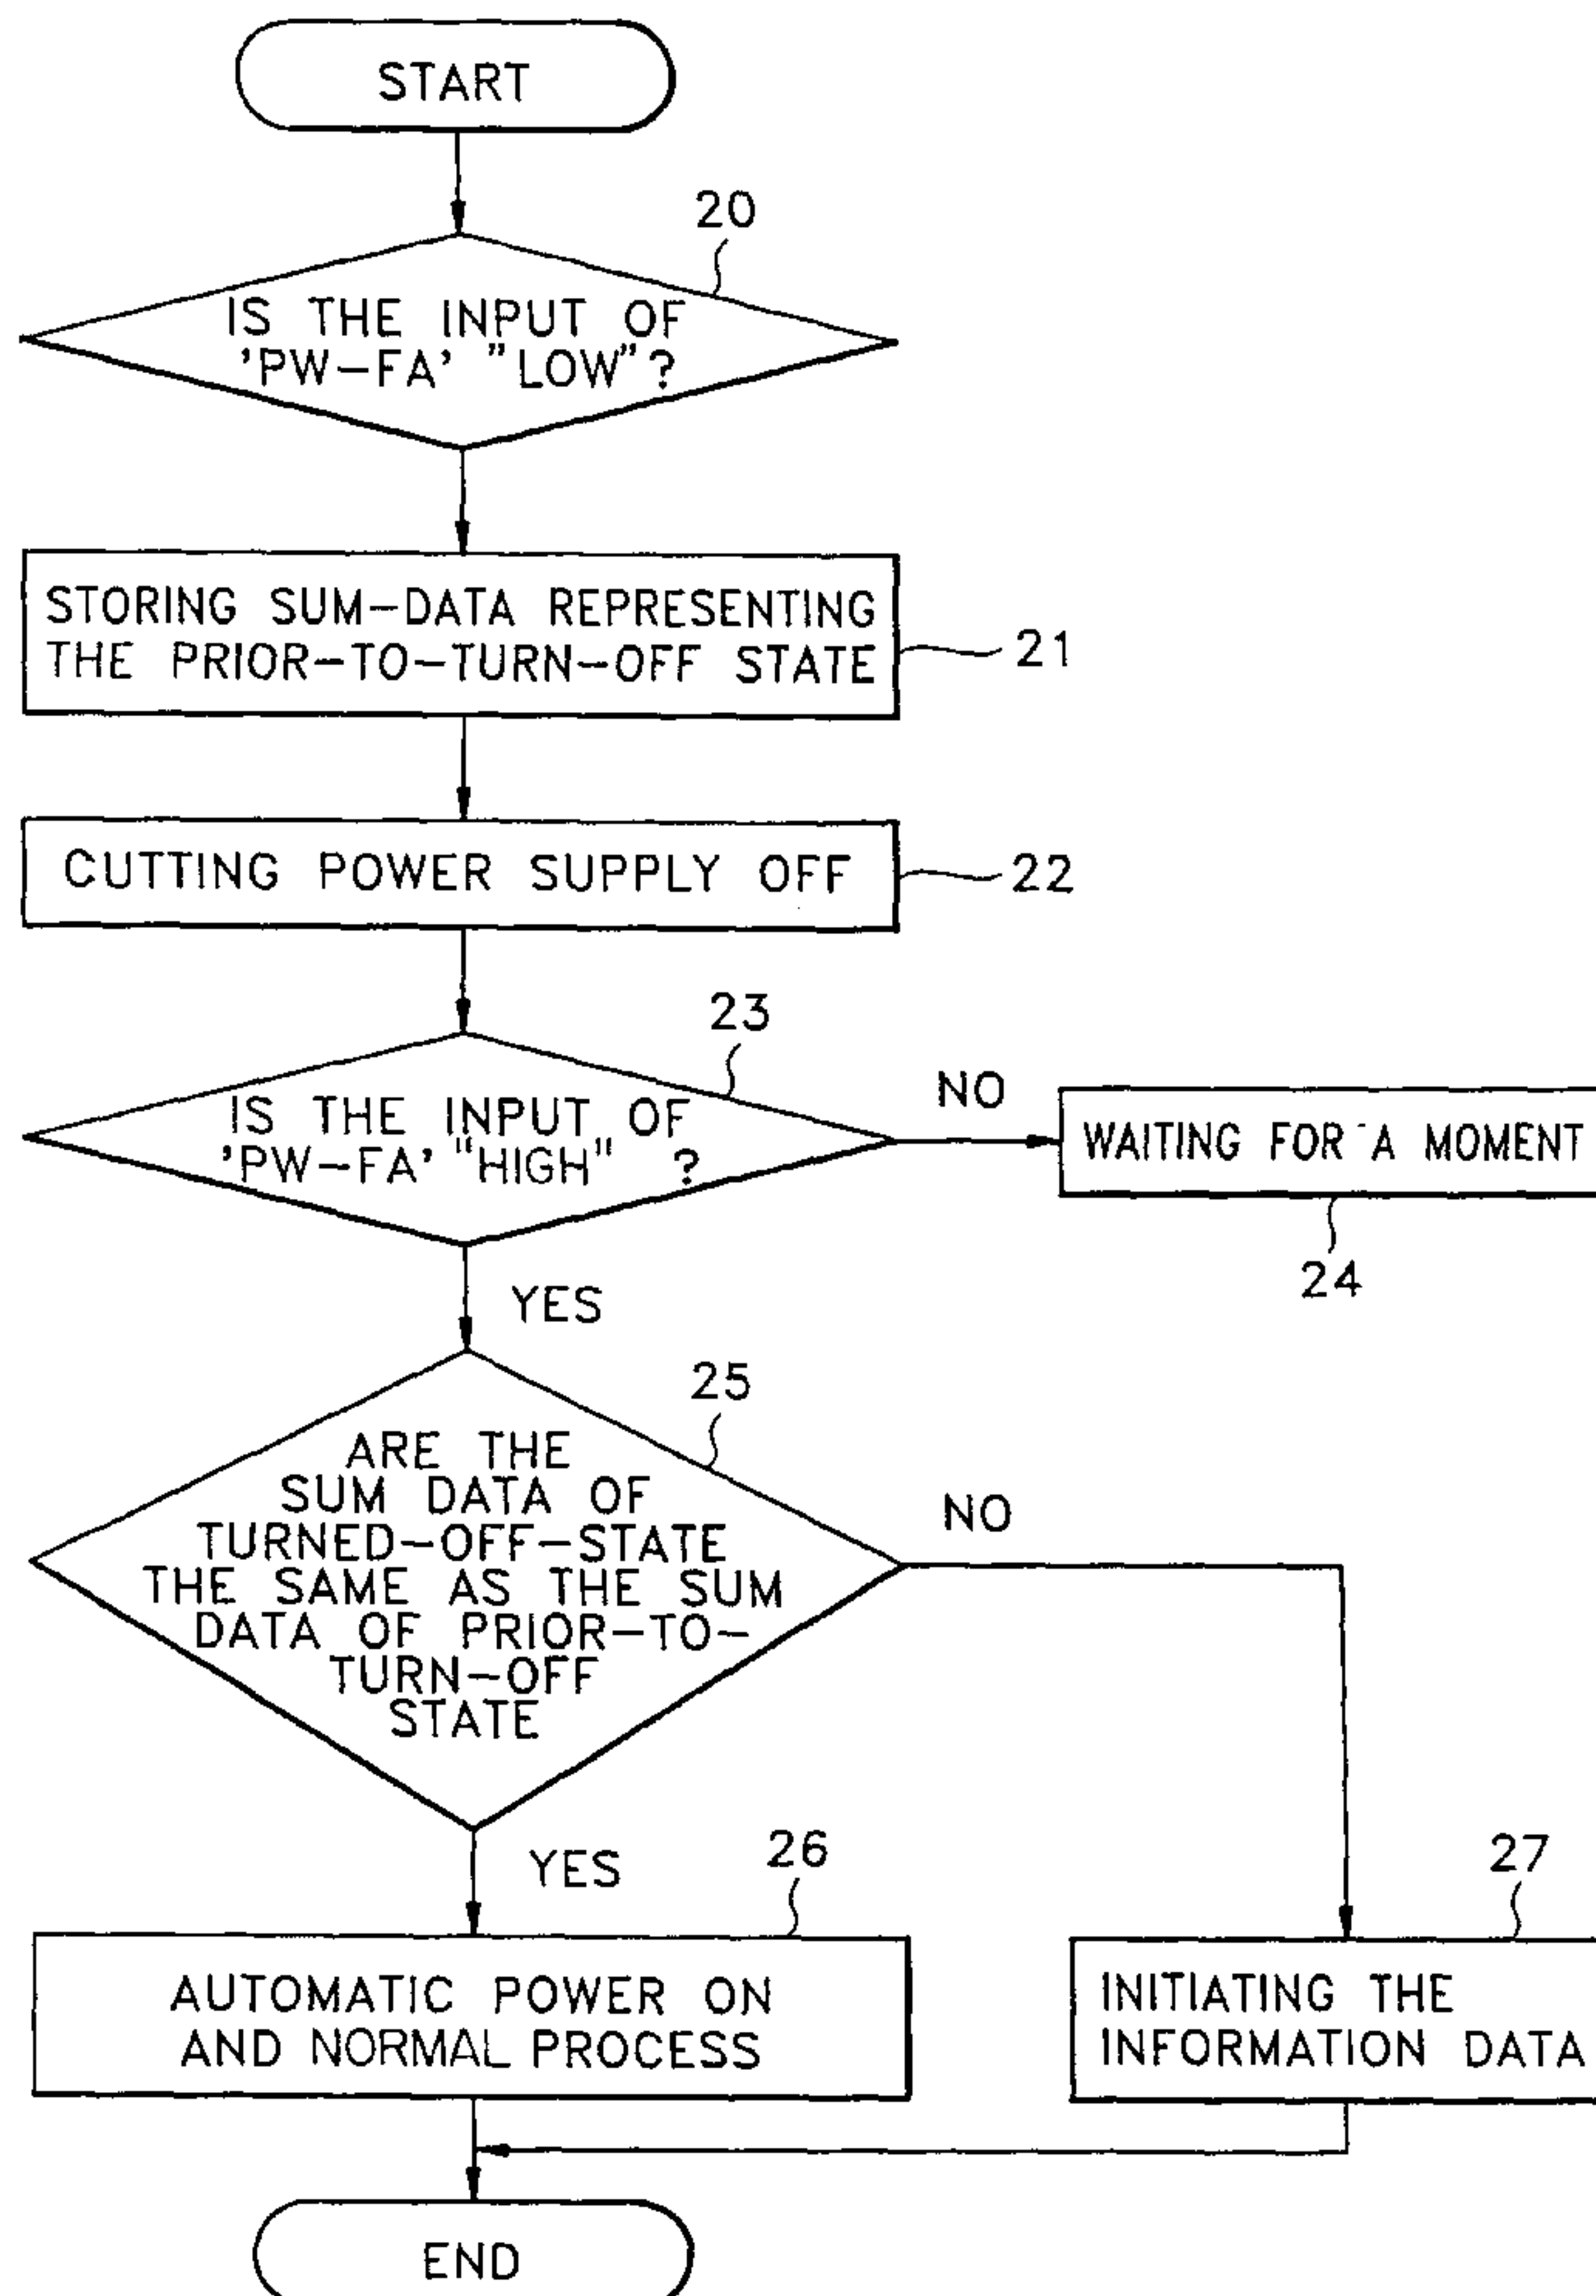 START
20
IS THE INPUT OF
'PW-FA' "LOW"?
STORING SUM-DATA REPRESENTING
THE PRIOR-TO-TURN-OFF STATE
21
CUTTING POWER SUPPLY OFF
22
23
IS THE INPUT OF
'PW-FA' "HIGH" ?
NO
WAITING FOR A MOMENT
24
YES
25
ARE THE
SUM DATA OF
TURNED-OFF-STATE
THE SAME AS THE SUM
DATA OF PRIOR-TO-
TURN-OFF
STATE
NO
YES
26
27
AUTOMATIC POWER ON
AND NORMAL PROCESS
INITIATING THE
INFORMATION DATA
END